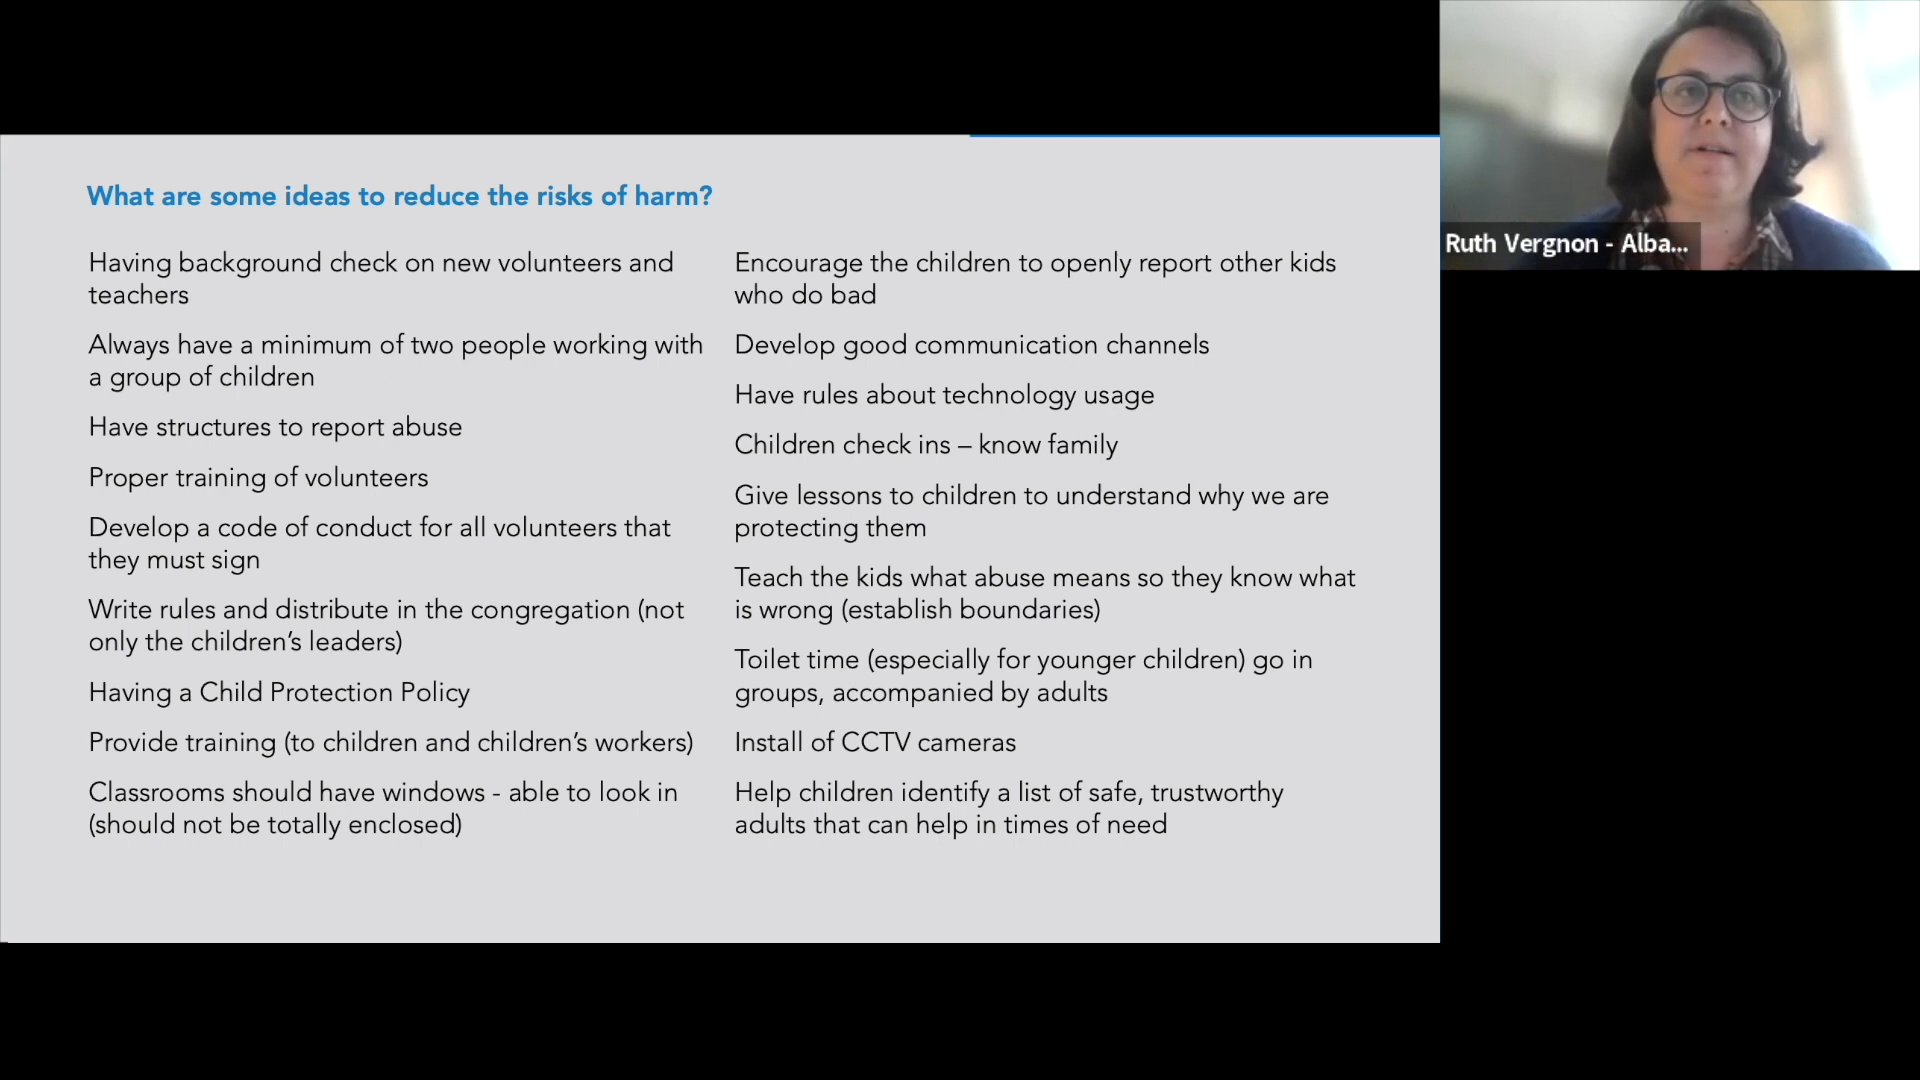 What are some ideas to reduce the risks of harm?
Having background check on new volunteers and
teachers
Always have a minimum of two people working with
a group of children
Have structures to report abuse
Proper training of volunteers
Develop a code of conduct for all volunteers that
they must sign
Write rules and distribute in the congregation (not
only the children’s leaders)
Having a Child Protection Policy
Provide training (to children and children’s workers)
Classrooms should have windows - able to look in
(should not be totally enclosed)
Encourage the children to openly report other kids
who do bad
Develop good communication channels
Have rules about technology usage
Children check ins – know family
Give lessons to children to understand why we are
protecting them
Teach the kids what abuse means so they know what
is wrong (establish boundaries)
Toilet time (especially for younger children) go in
groups, accompanied by adults
Install of CCTV cameras
Help children identify a list of safe, trustworthy
adults that can help in times of need
Ruth Vergnon - Alba...